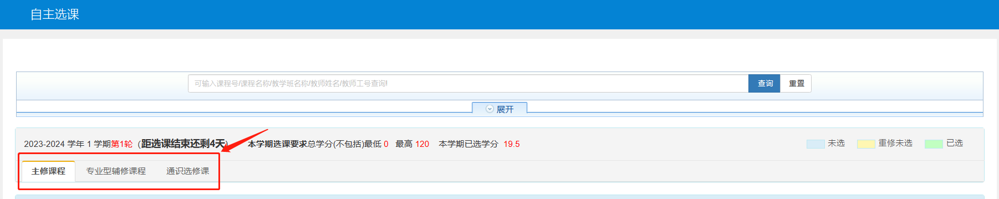 自主选课
可输入课程号/课程名称/教学班名称/教师姓名/教师工号查询! 查询 重置
展开
2023-2024 学年 1 学期第1轮（距选课结束还剩4天） 本学期选课要求总学分(不包括)最低 0 最高 120 本学期已选学分 19.5 未选 重修未选 已选
主修课程 专业型辅修课程 通识选修课